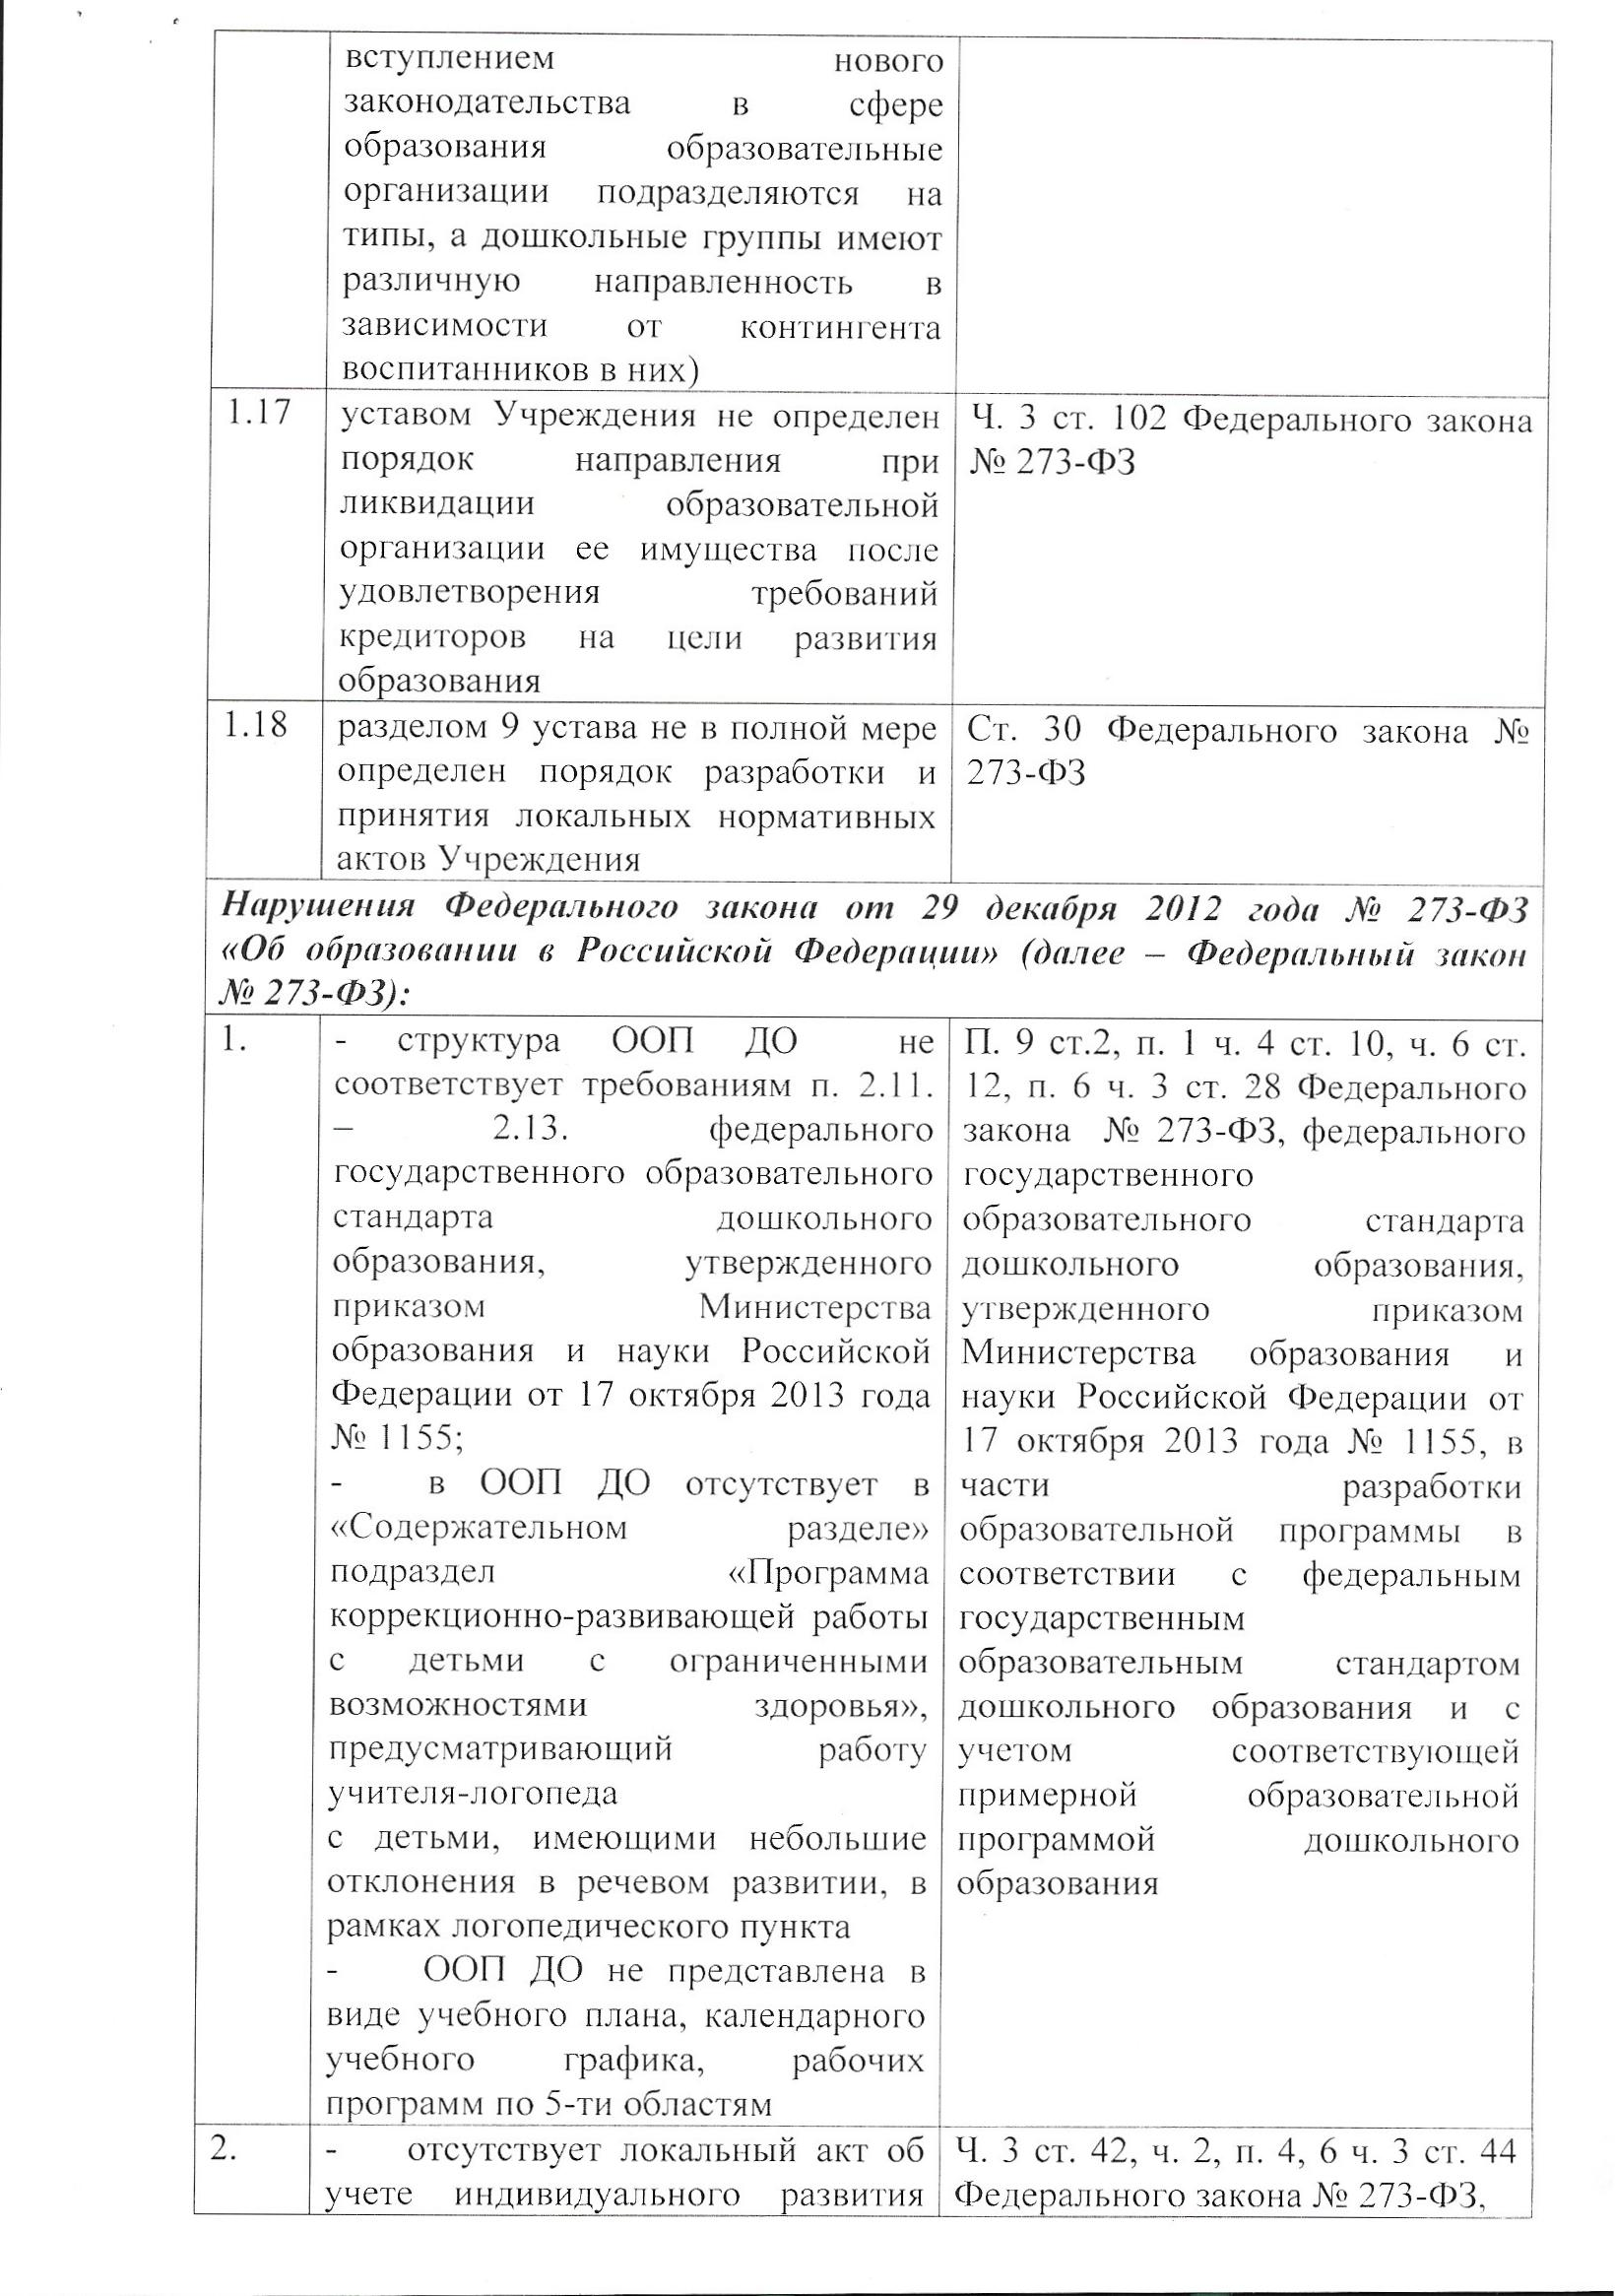 вступлением нового
законодательства в сфере
образования образовательные
организации подразделяются на
типы, а дошкольные группы имеют
различную направленность в
зависимости от контингента
воспитанников в них)
1.17
уставом Учреждения не определен
порядок направления при
ликвидации образовательной
организации ее имущества после
удовлетворения требований
кредиторов на цели развития
образования
Ч. 3 ст. 102 Федерального закона
№ 273-ФЗ
1.18
разделом 9 устава не в полной мере
определен порядок разработки и
принятия локальных нормативных
актов Учреждения
Ст. 30 Федерального закона №
273-ФЗ
Нарушения Федерального закона от 29 декабря 2012 года № 273-ФЗ
«Об образовании в Российской Федерации» (далее – Федеральный закон
№ 273-ФЗ):
1.
- структура ООП ДО не
соответствует требованиям п. 2.11.
– 2.13. федерального
государственного образовательного
стандарта дошкольного
образования, утвержденного
приказом Министерства
образования и науки Российской
Федерации от 17 октября 2013 года
№ 1155;
- в ООП ДО отсутствует в
«Содержательном разделе»
подраздел «Программа
коррекционно-развивающей работы
с детьми с ограниченными
возможностями здоровья»,
предусматривающий работу
учителя-логопеда
с детьми, имеющими небольшие
отклонения в речевом развитии, в
рамках логопедического пункта
- ООП ДО не представлена в
виде учебного плана, календарного
учебного графика, рабочих
программ по 5-ти областям
П. 9 ст.2, п. 1 ч. 4 ст. 10, ч. 6 ст.
12, п. 6 ч. 3 ст. 28 Федерального
закона № 273-ФЗ, федерального
государственного
образовательного стандарта
дошкольного образования,
утвержденного приказом
Министерства образования и
науки Российской Федерации от
17 октября 2013 года № 1155, в
части разработки
образовательной программы в
соответствии с федеральным
государственным
образовательным стандартом
дошкольного образования и с
учетом соответствующей
примерной образовательной
программой дошкольного
образования
2.
- отсутствует локальный акт об
учете индивидуального развития
Ч. 3 ст. 42, ч. 2, п. 4, 6 ч. 3 ст. 44
Федерального закона № 273-ФЗ,